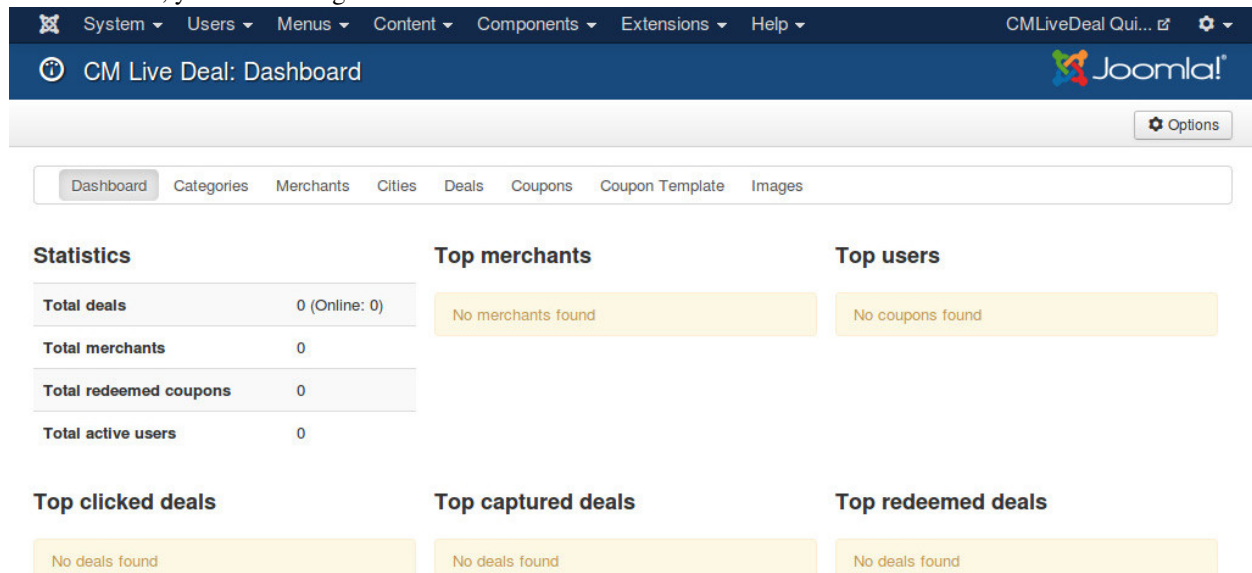 System Users Menus Content Components Extensions Help CMLiveDeal Qui...
CM Live Deal: Dashboard Joomla!®
Options
Dashboard Categories Merchants Cities Deals Coupons Coupon Template Images
Statistics Top merchants Top users
Total deals 0 (Online: 0) No merchants found No coupons found
Total merchants 0
Total redeemed coupons 0
Total active users 0
Top clicked deals Top captured deals Top redeemed deals
No deals found No deals found No deals found